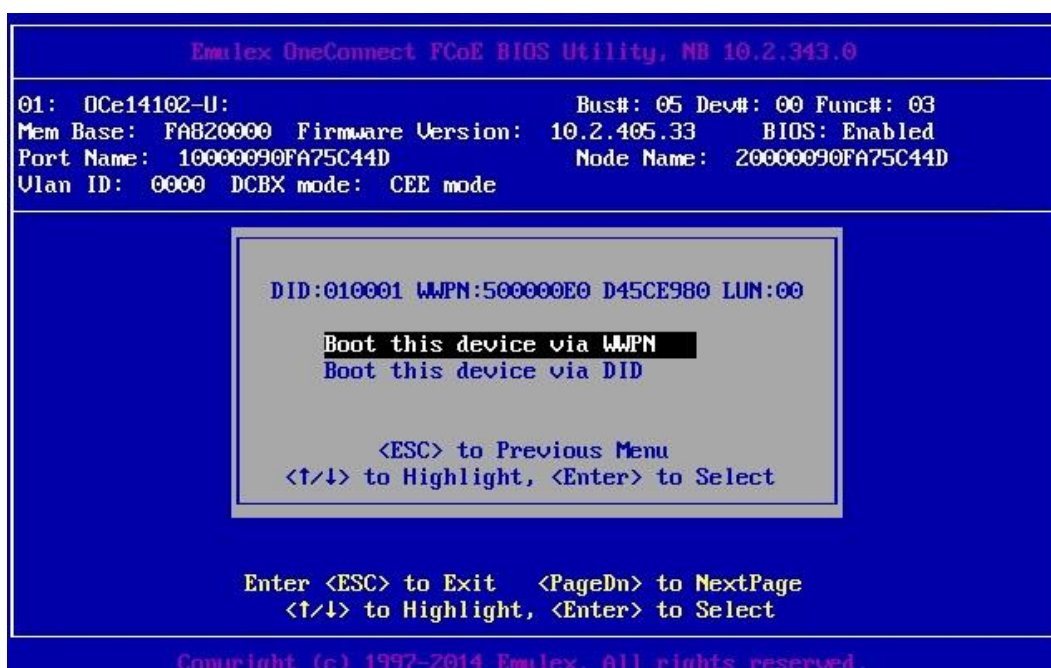 Emulex OneConnect FCoE BIOS Utility, NB 10.2.343.0
01: OCe14102-U: Bus#: 05 Dev#: 00 Func#: 03
Mem Base: FA820000 Firmware Version: 10.2.405.33 BIOS: Enabled
Port Name: 10000090FA75C44D Node Name: 20000090FA75C44D
Vlan ID: 0000 DCBX mode: CEE mode
DID:010001 WWPN:500000E0 D45CE980 LUN:00
Boot this device via WWPN
Boot this device via DID
<ESC> to Previous Menu
<↑/↓> to Highlight, <Enter> to Select
Enter <ESC> to Exit <PageDn> to NextPage
<↑/↓> to Highlight, <Enter> to Select
Copyright (c) 1997-2014 Emulex. All rights reserved.